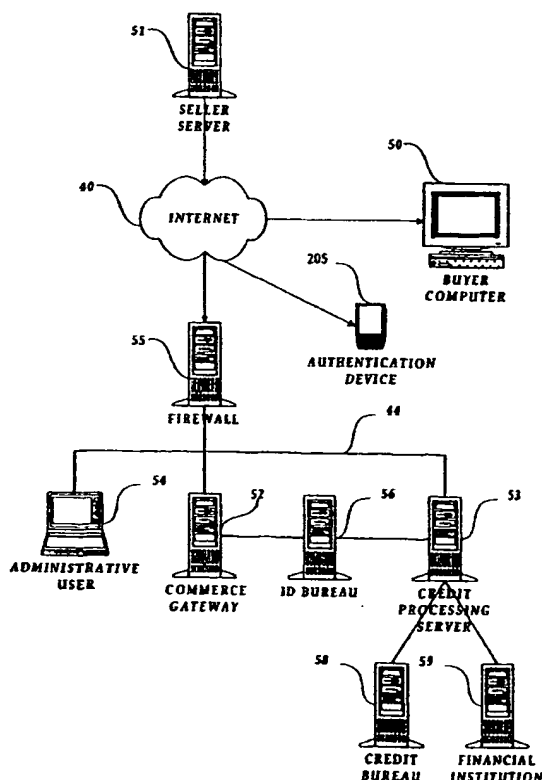 51
SELLER
SERVER
50
40
INTERNET
BUYER
COMPUTER
205
55
AUTHENTICATION
DEVICE
FIREWALL
44
54
52
56
53
ADMINISTRATIVE
USER
COMMERCE
GATEWAY
ID BUREAU
CREDIT
PROCESSING
SERVER
58
59
CREDIT
BUREAU
FINANCIAL
INSTITUTION